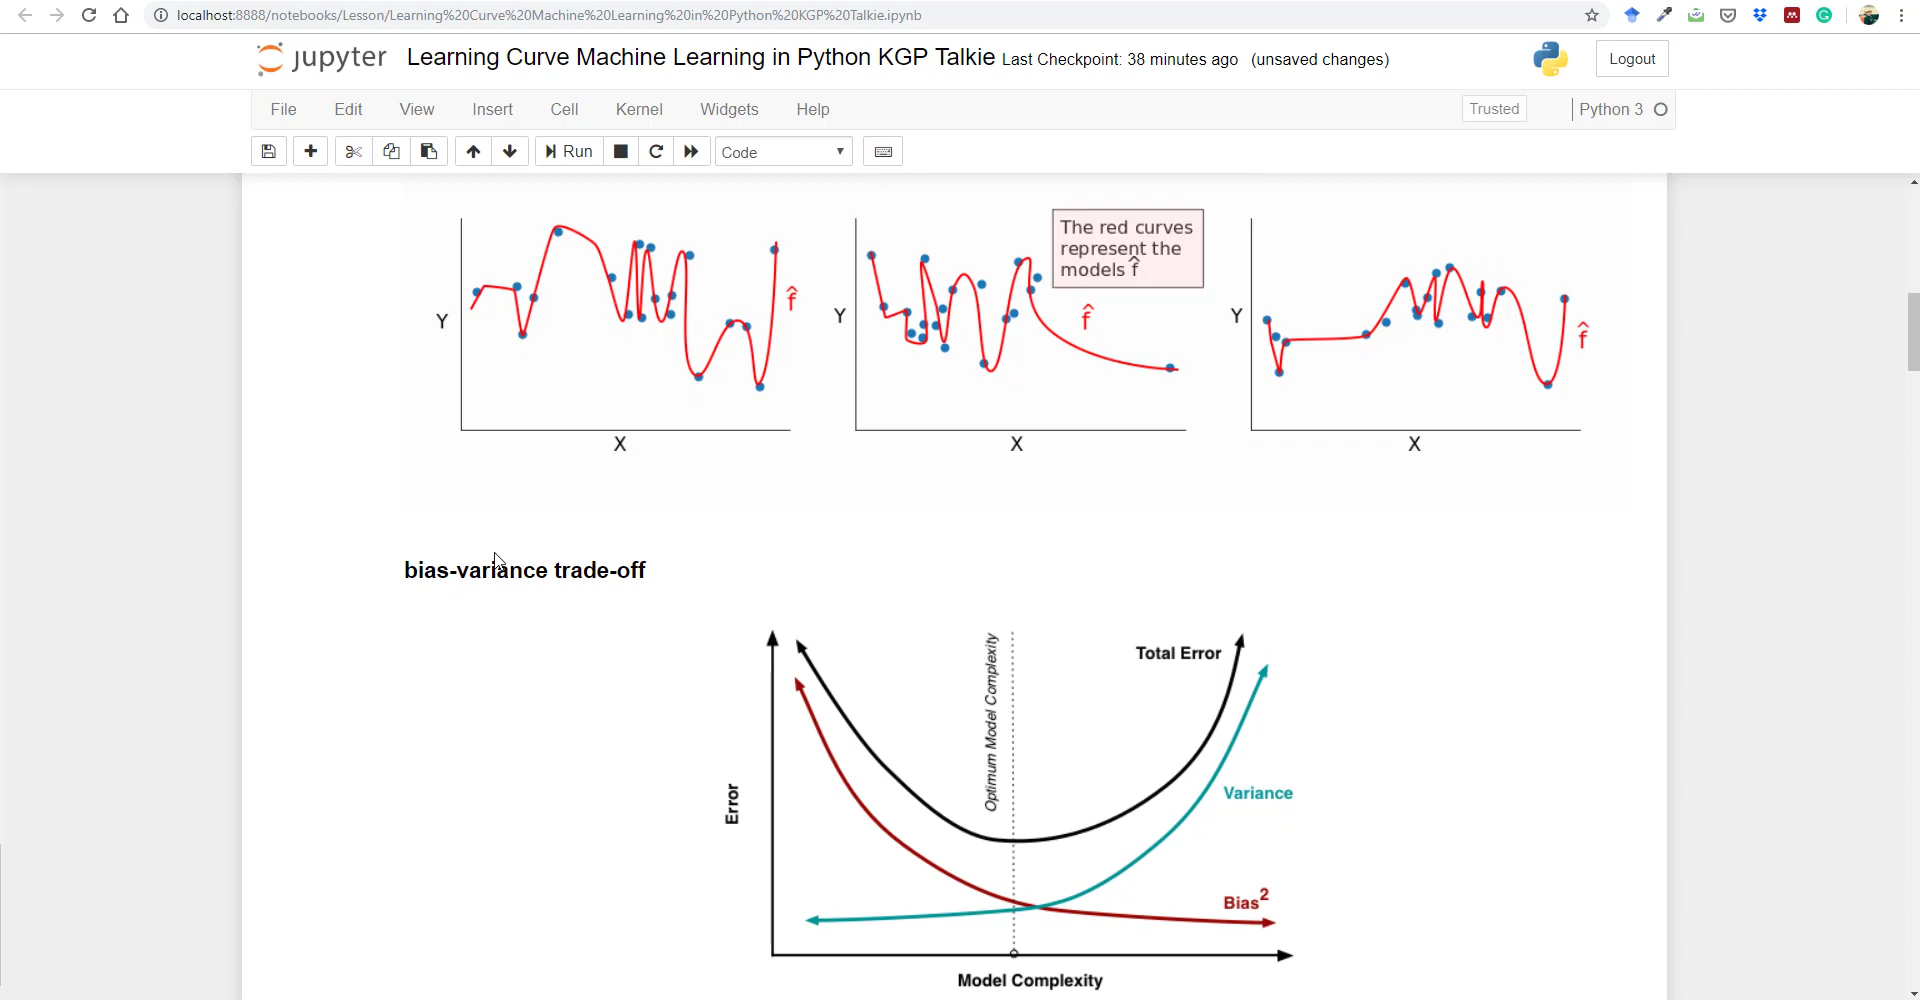 localhost:8888/notebooks/Lesson/Learning%20Curve%20Machine%20Learning%20in%20Python%20KGP%20Talkie.ipynb
jupyter Learning Curve Machine Learning in Python KGP Talkie Last Checkpoint: 38 minutes ago (unsaved changes) Logout
File Edit View Insert Cell Kernel Widgets Help Trusted Python 3
Run Code
The red curves
represent the
models f̂
Y f̂ Y f̂ Y f̂
X X X
bias-variance trade-off
Total Error
Optimum Model Complexity
Error
Variance
Bias²
Model Complexity